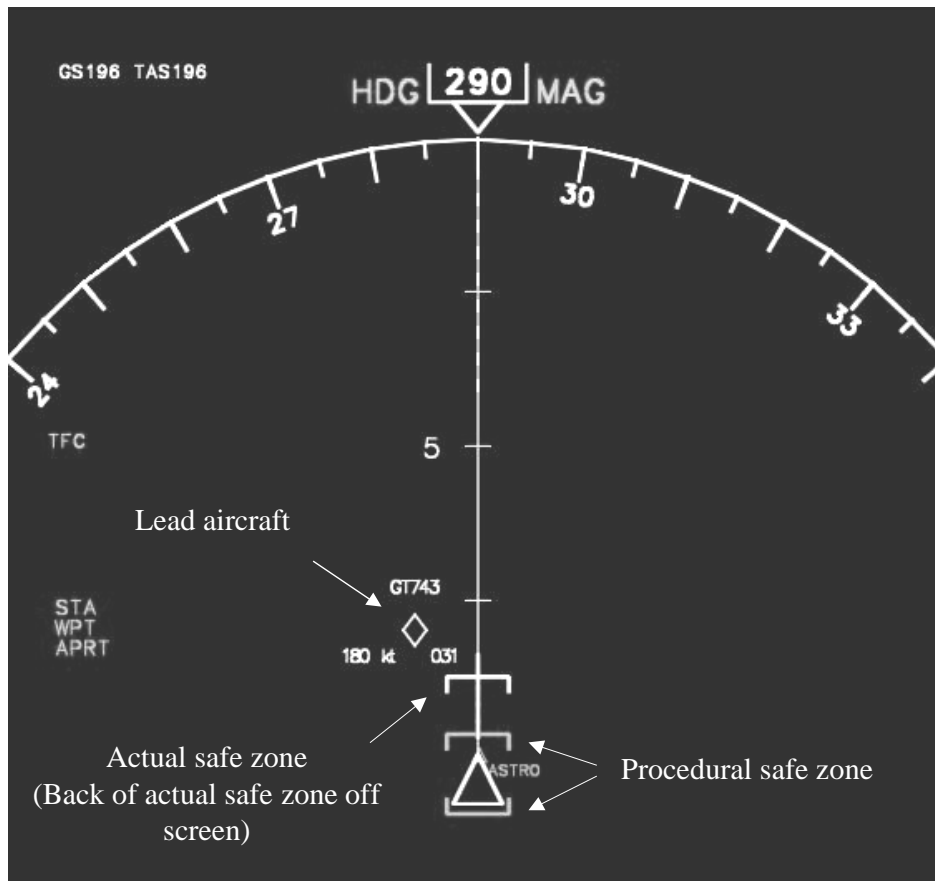 GS196 TAS196
HDG 290 MAG
27
30
24
33
TFC
5
Lead aircraft
GT743
STA
WPT
APRT
180 kt 031
Actual safe zone
(Back of actual safe zone off
screen)
ASTRO
Procedural safe zone